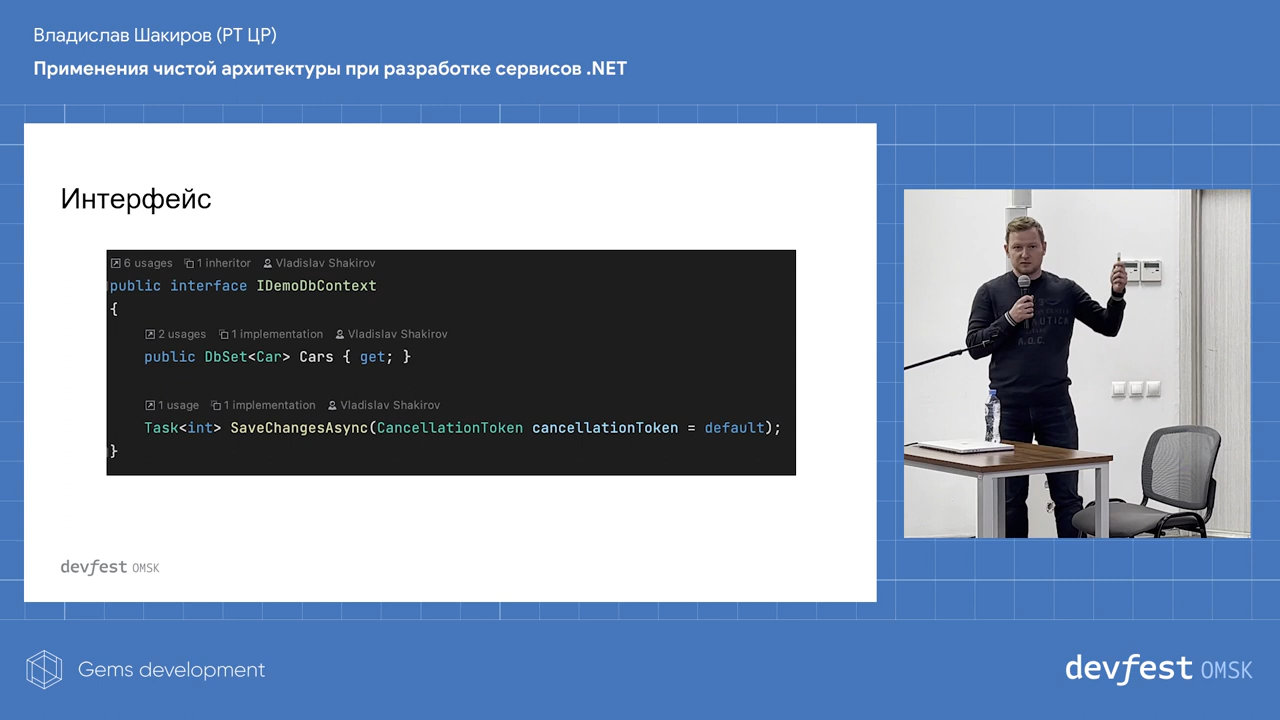 Владислав Шакиров (РТ ЦР)
Применения чистой архитектуры при разработке сервисов .NET
Интерфейс
6 usages 1 inheritor Vladislav Shakirov
public interface IDemoDbContext
{
2 usages 1 implementation Vladislav Shakirov
public DbSet<Car> Cars { get; }
1 usage 1 implementation Vladislav Shakirov
Task<int> SaveChangesAsync(CancellationToken cancellationToken = default);
}
devfest OMSK
NAUTICA
A.O.C.
Gems development
devfest OMSK